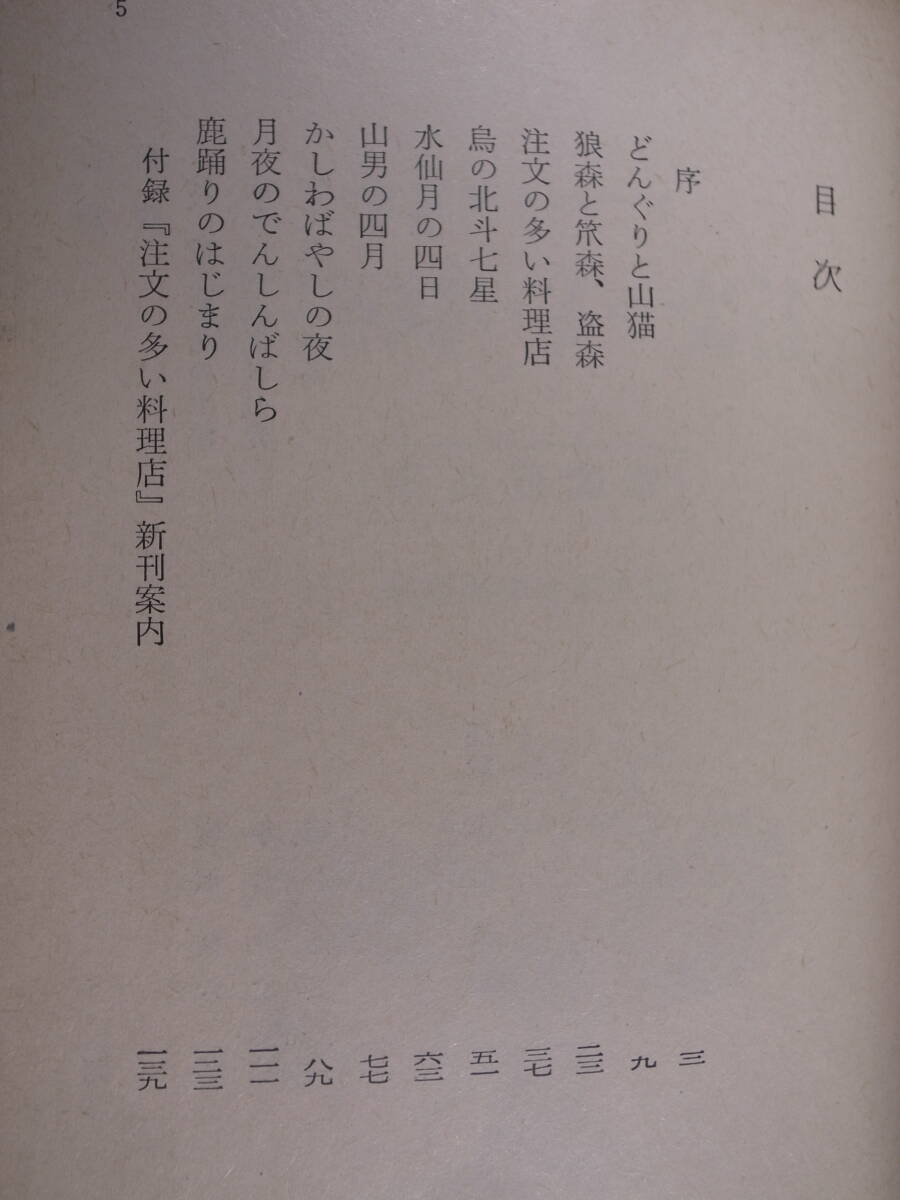 目次
序 三
どんぐりと山猫 九
狼森と笊森、盗森 二三
注文の多い料理店 三七
烏の北斗七星 五一
水仙月の四日 六三
山男の四月 七七
かしわばやしの夜 八九
月夜のでんしんばしら 一一一
鹿踊りのはじまり 一二三
付録『注文の多い料理店』新刊案内 一三九
5